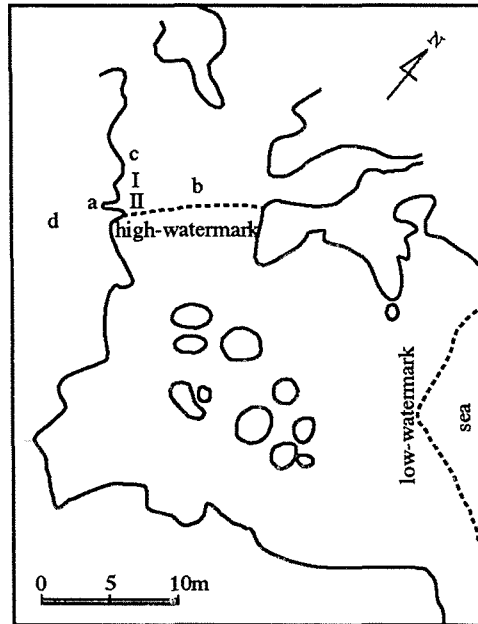 N
c
I
a II b
d high-watermark
low-watermark
sea
0 5 10m